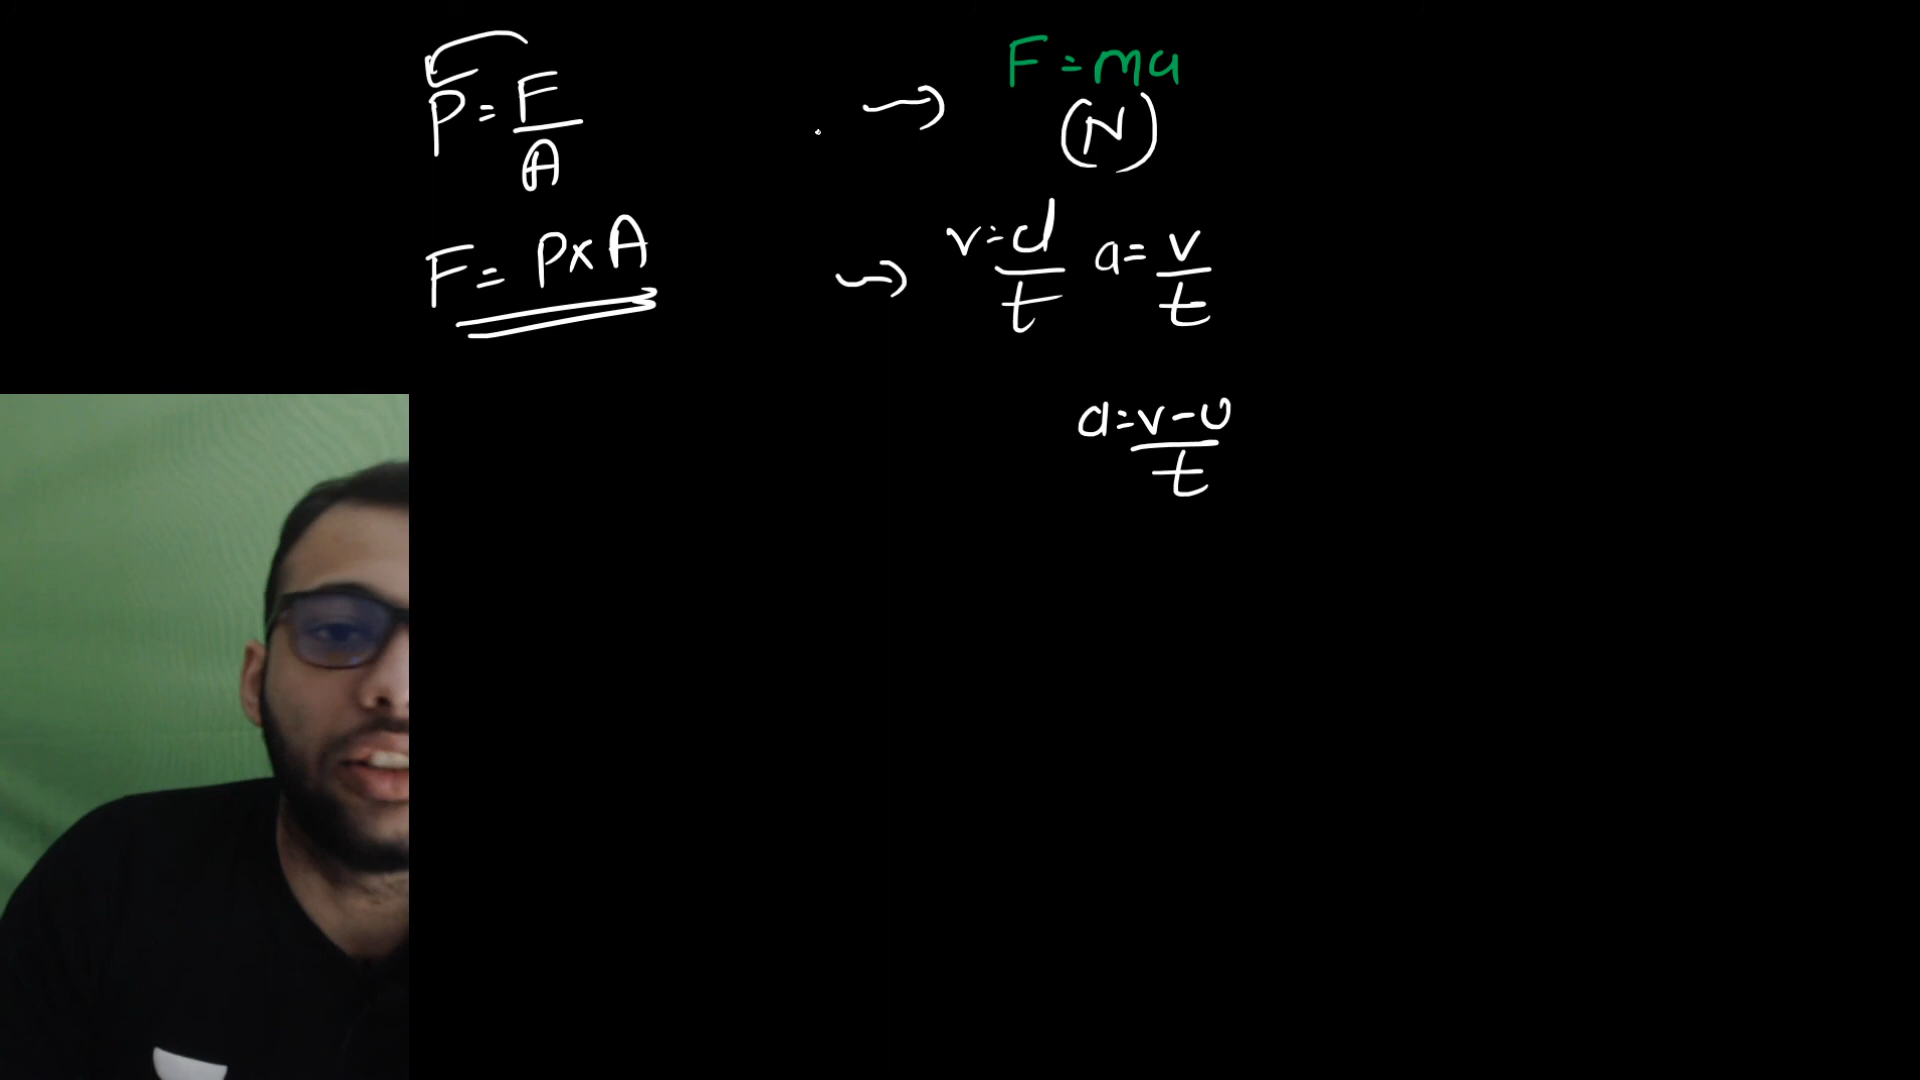 P = F/A
F = P x A
→ F = ma
(N)
→ v = d/t a = v/t
a = v - u/t